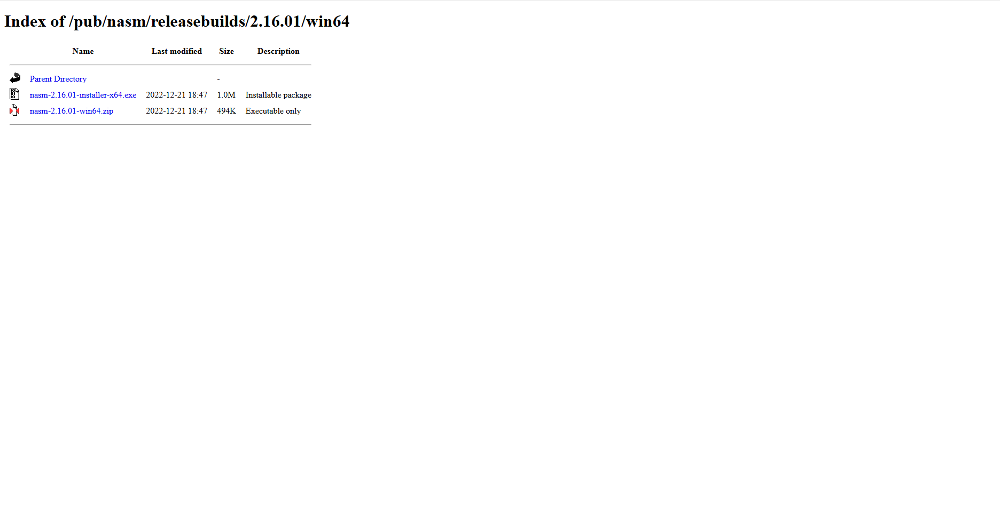 Index of /pub/nasm/releasebuilds/2.16.01/win64
Name Last modified Size Description
Parent Directory -
nasm-2.16.01-installer-x64.exe 2022-12-21 18:47 1.0M Installable package
nasm-2.16.01-win64.zip 2022-12-21 18:47 494K Executable only